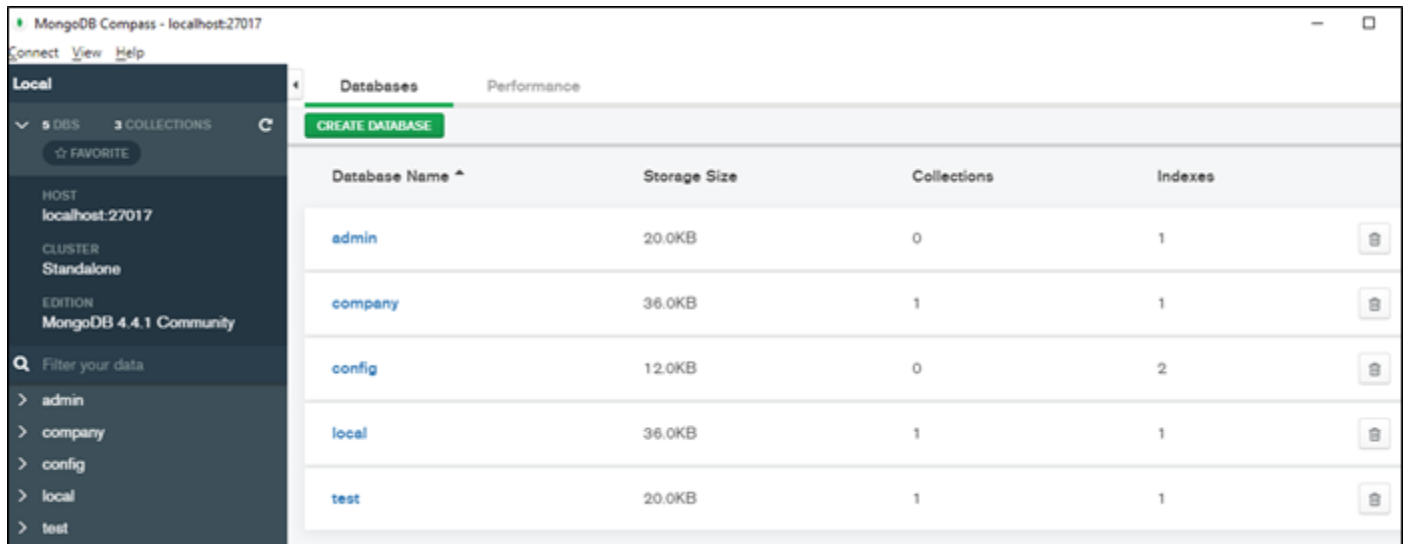 MongoDB Compass - localhost:27017
Connect View Help
Local
5 DBS 3 COLLECTIONS
FAVORITE
HOST
localhost:27017
CLUSTER
Standalone
EDITION
MongoDB 4.4.1 Community
Filter your data
admin
company
config
local
test
Databases Performance
CREATE DATABASE
Database Name Storage Size Collections Indexes
admin 20.0KB 0 1
company 36.0KB 1 1
config 12.0KB 0 2
local 36.0KB 1 1
test 20.0KB 1 1